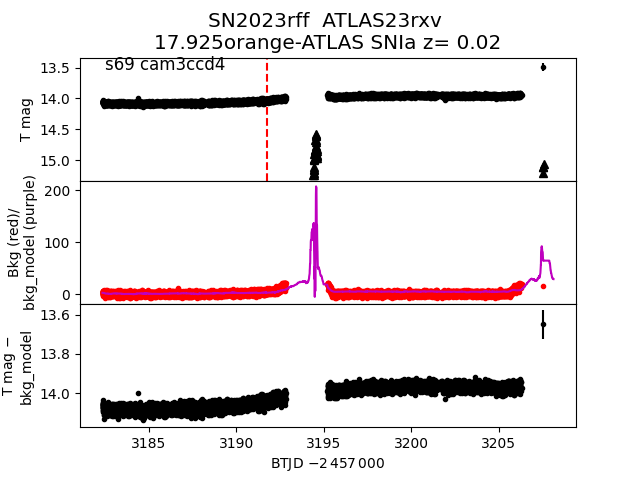 SN2023rff  ATLAS23rxv
17.925orange-ATLAS SNIa z= 0.02
s69 cam3ccd4
T mag
13.5
14.0
14.5
15.0
Bkg (red)/
bkg_model (purple)
200
100
0
T mag −
bkg_model
13.6
13.8
14.0
3185
3190
3195
3200
3205
BTJD −2 457 000